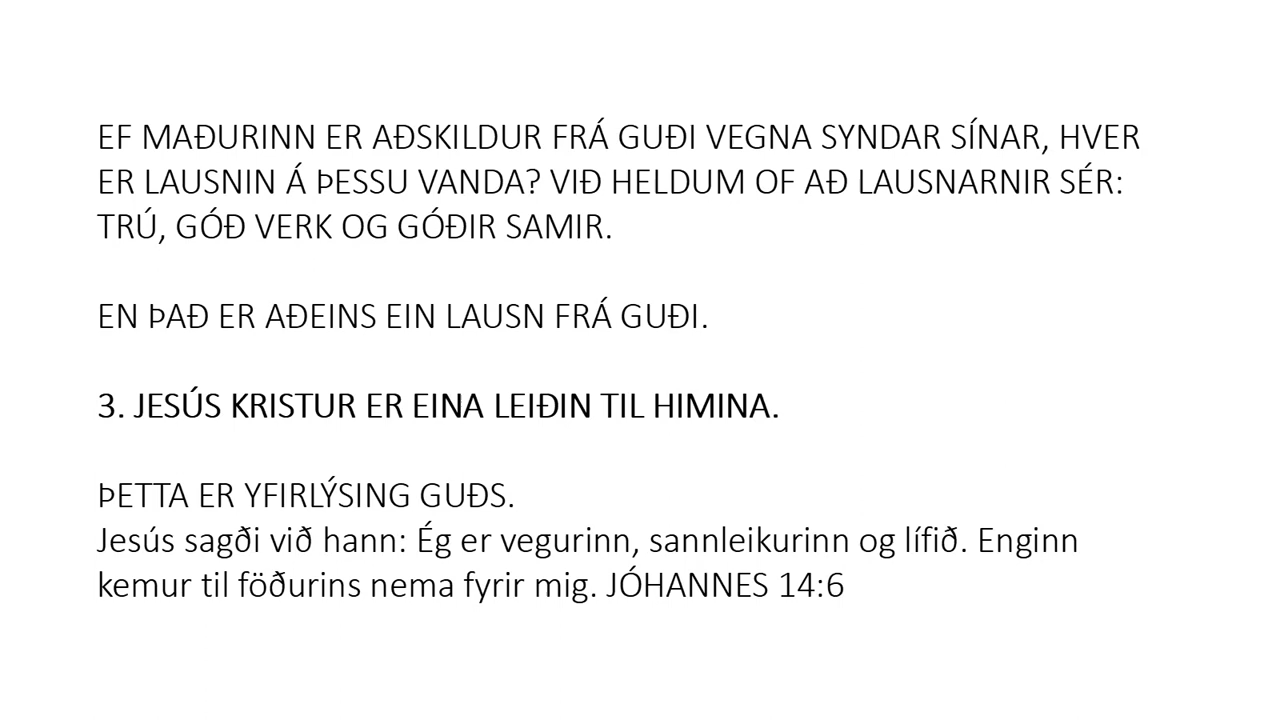 EF MAÐURINN ER AÐSKILDUR FRÁ GUÐI VEGNA SYNDAR SÍNAR, HVER
ER LAUSNIN Á ÞESSU VANDA? VIÐ HELDUM OF AÐ LAUSNARNIR SÉR:
TRÚ, GÓÐ VERK OG GÓÐIR SAMIR.
EN ÞAÐ ER AÐEINS EIN LAUSN FRÁ GUÐI.
3. JESÚS KRISTUR ER EINA LEIÐIN TIL HIMINA.
ÞETTA ER YFIRLÝSING GUÐS.
Jesús sagði við hann: Ég er vegurinn, sannleikurinn og lífið. Enginn
kemur til föðurins nema fyrir mig. JÓHANNES 14:6